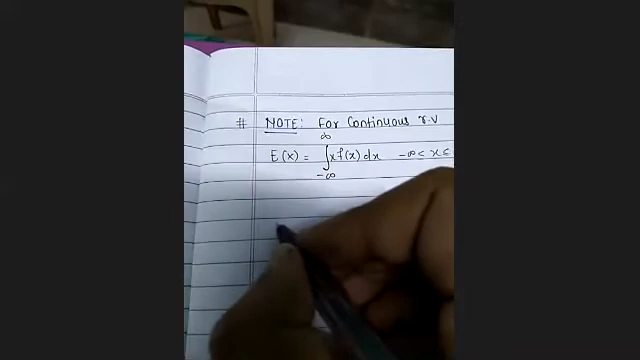 # NOTE: For Continuous r.v
E(x) = ∫_{-∞}^{∞} x f(x) dx -∞ < x ≤